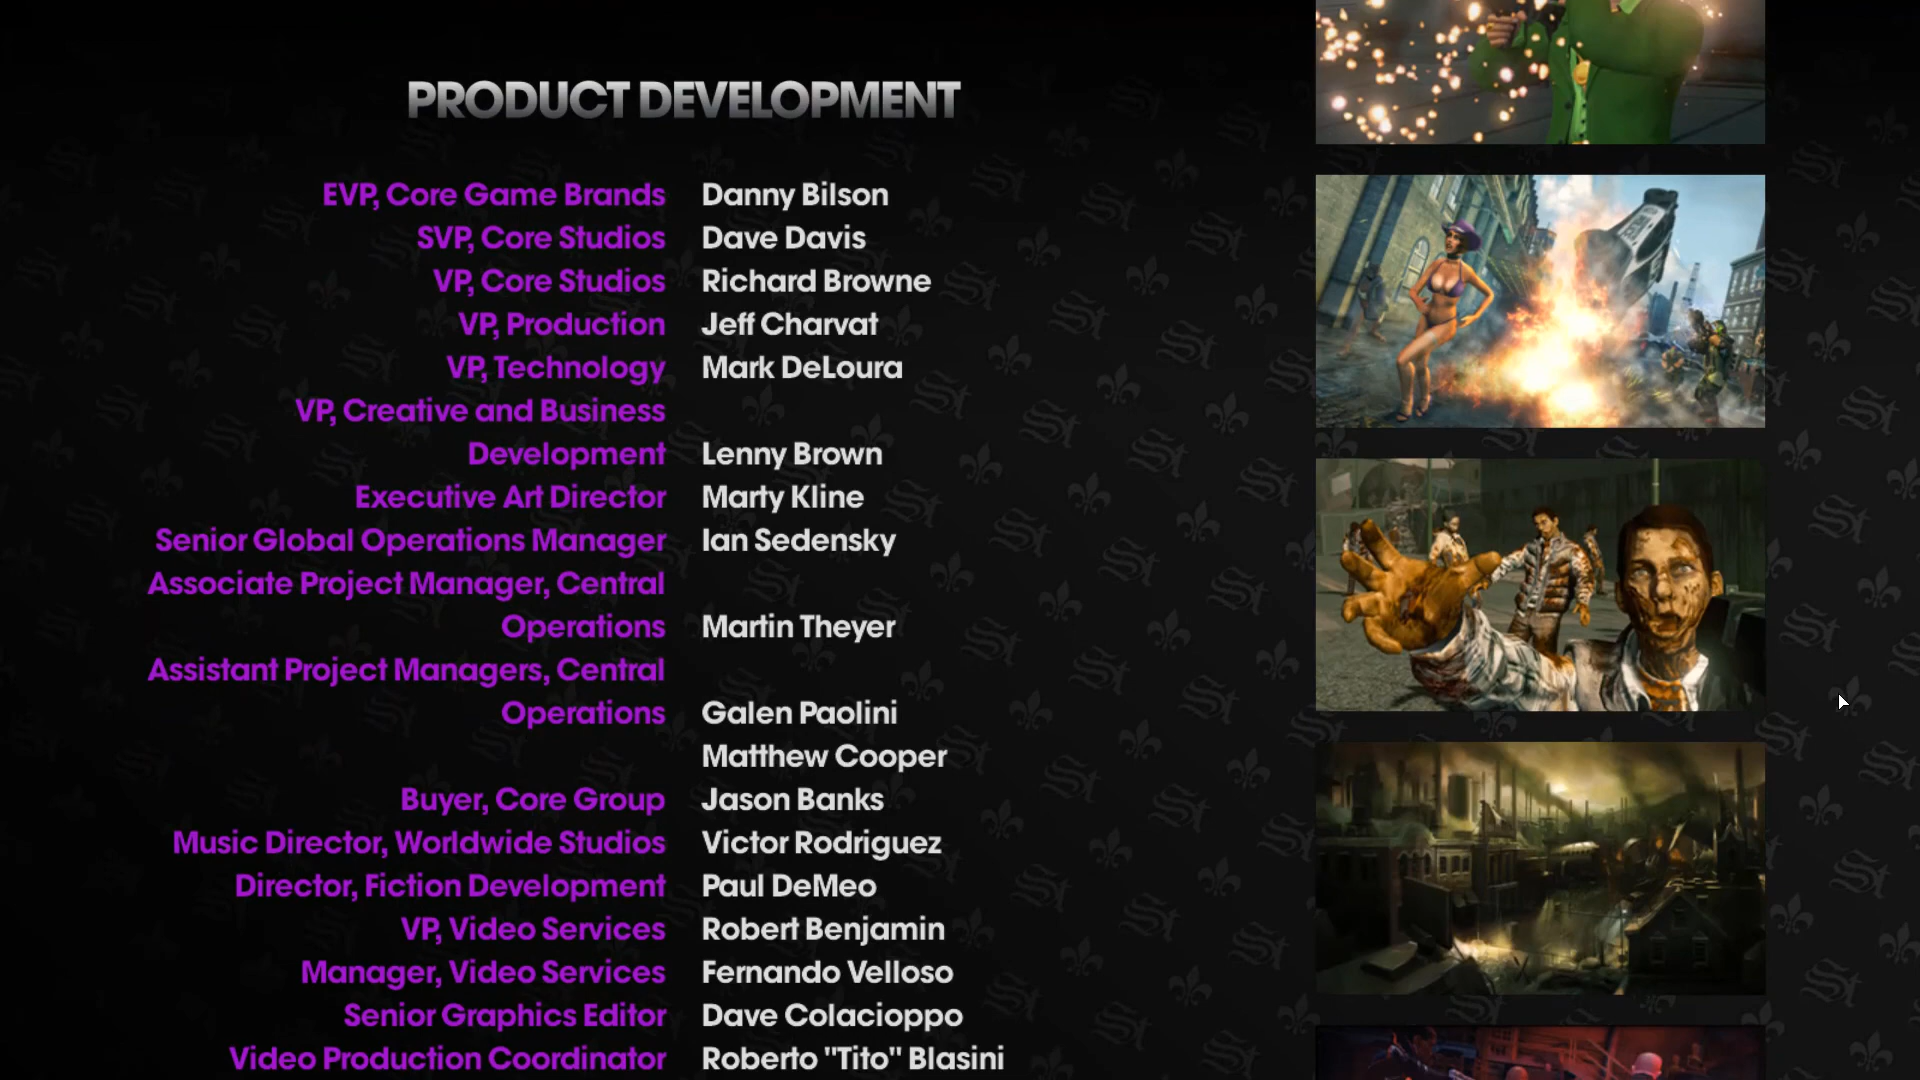 PRODUCT DEVELOPMENT
EVP, Core Game Brands Danny Bilson
SVP, Core Studios Dave Davis
VP, Core Studios Richard Browne
VP, Production Jeff Charvat
VP, Technology Mark DeLoura
VP, Creative and Business
Development Lenny Brown
Executive Art Director Marty Kline
Senior Global Operations Manager Ian Sedensky
Associate Project Manager, Central
Operations Martin Theyer
Assistant Project Managers, Central
Operations Galen Paolini
Matthew Cooper
Buyer, Core Group Jason Banks
Music Director, Worldwide Studios Victor Rodriguez
Director, Fiction Development Paul DeMeo
VP, Video Services Robert Benjamin
Manager, Video Services Fernando Velloso
Senior Graphics Editor Dave Colacioppo
Video Production Coordinator Roberto "Tito" Blasini